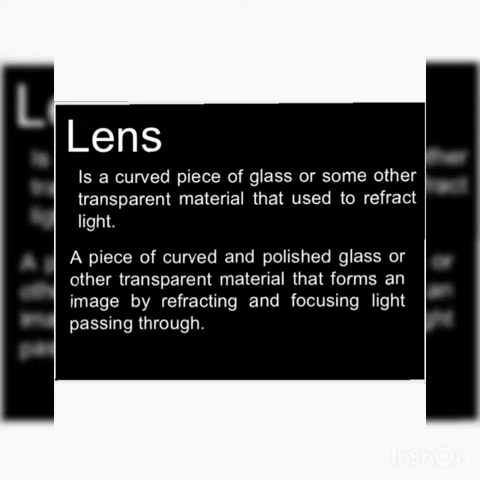 Lens
Is a curved piece of glass or some other
transparent material that used to refract
light.
A piece of curved and polished glass or
other transparent material that forms an
image by refracting and focusing light
passing through.
InShOt